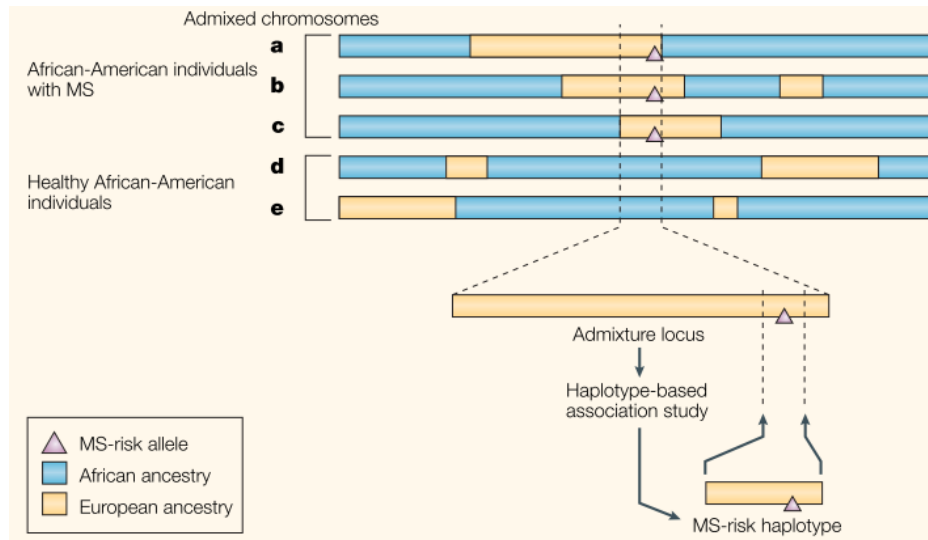 Admixed chromosomes
African-American individuals
with MS
a
b
c
Healthy African-American
individuals
d
e
Admixture locus
Haplotype-based
association study
MS-risk haplotype
MS-risk allele
African ancestry
European ancestry